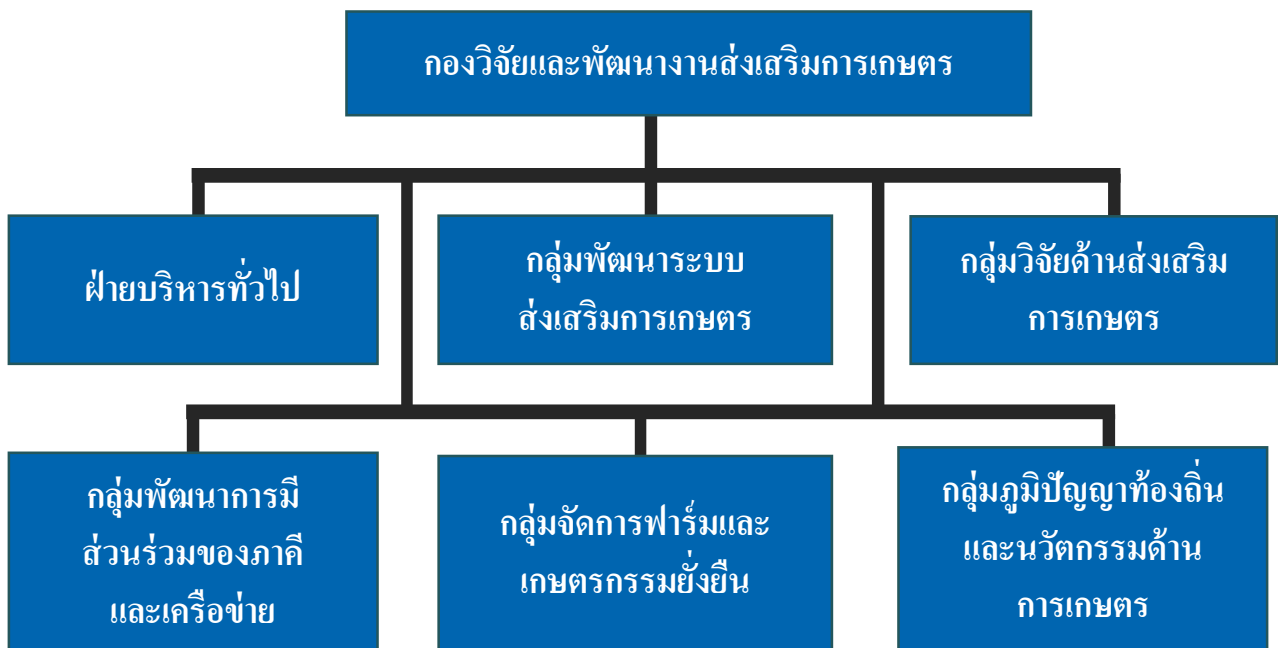 กองวิจัยและพัฒนางานส่งเสริมการเกษตร
ฝ่ายบริหารทั่วไป
กลุ่มพัฒนาระบบ
ส่งเสริมการเกษตร
กลุ่มวิจัยด้านส่งเสริม
การเกษตร
กลุ่มพัฒนาการมี
ส่วนร่วมของภาคี
และเครือข่าย
กลุ่มจัดการฟาร์มและ
เกษตรกรรมยั่งยืน
กลุ่มภูมิปัญญาท้องถิ่น
และนวัตกรรมด้าน
การเกษตร